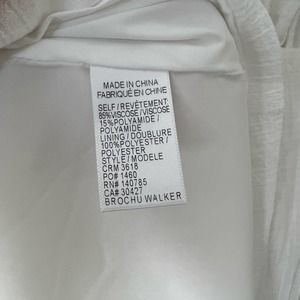 MADE IN CHINA
FABRIQUÉ EN CHINE
SELF / REVÊTEMENT:
85%VISCOSE / VISCOSE
15%POLYAMIDE /
POLYAMIDE
LINING / DOUBLURE
100%POLYESTER /
POLYESTER
STYLE / MODELE
CRM 3618
PO# 1460
RN# 140785
CA# 30427
BROCHU WALKER